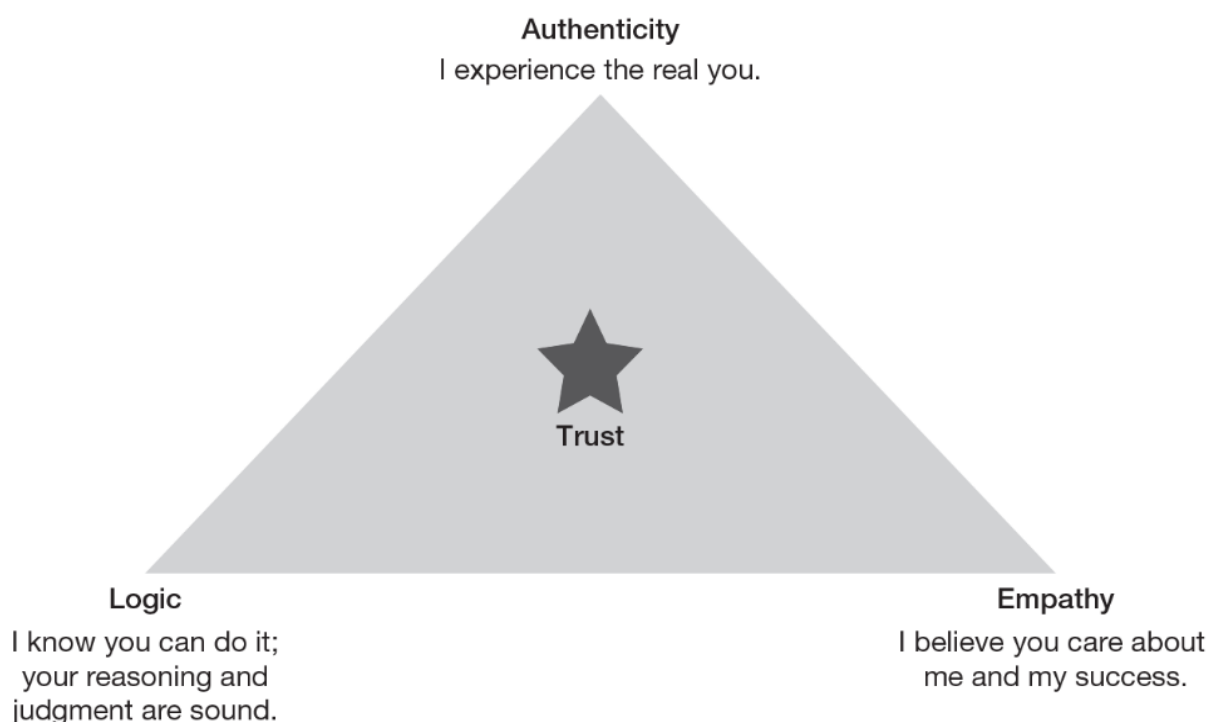 Authenticity
I experience the real you.
Trust
Logic
I know you can do it;
your reasoning and
judgment are sound.
Empathy
I believe you care about
me and my success.